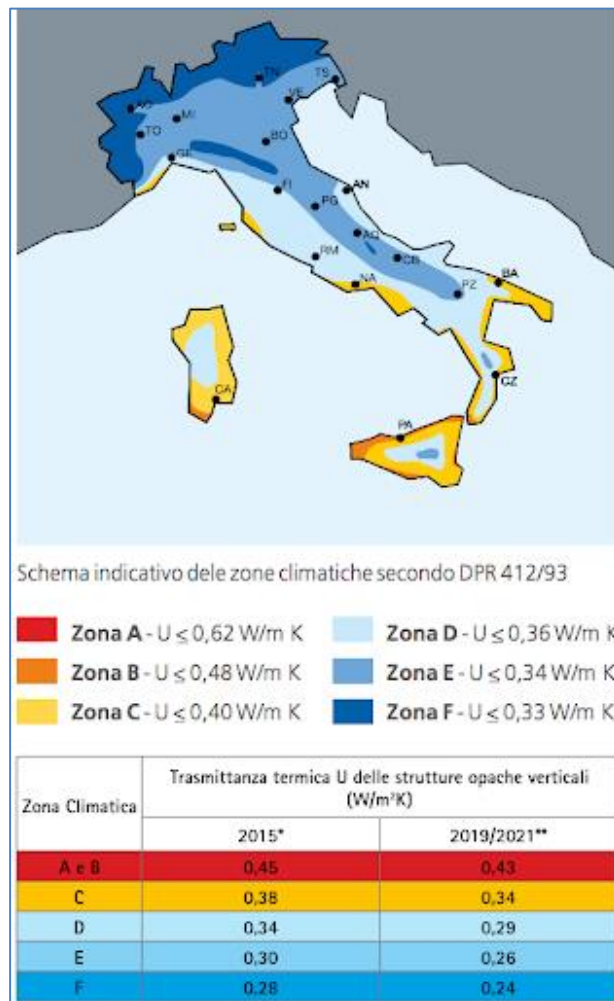 TN
TS
AO
VE
MI
TO
BO
GE
FI
AN
PG
AQ
RM
CB
BA
NA
PZ
CA
CZ
PA
Schema indicativo dele zone climatiche secondo DPR 412/93
Zona A - U ≤ 0,62 W/m K
Zona D - U ≤ 0,36 W/m K
Zona B - U ≤ 0,48 W/m K
Zona E - U ≤ 0,34 W/m K
Zona C - U ≤ 0,40 W/m K
Zona F - U ≤ 0,33 W/m K
Zona Climatica
Trasmittanza termica U delle strutture opache verticali
(W/m²K)
2015* 2019/2021**
A e B 0,45 0,43
C 0,38 0,34
D 0,34 0,29
E 0,30 0,26
F 0,28 0,24